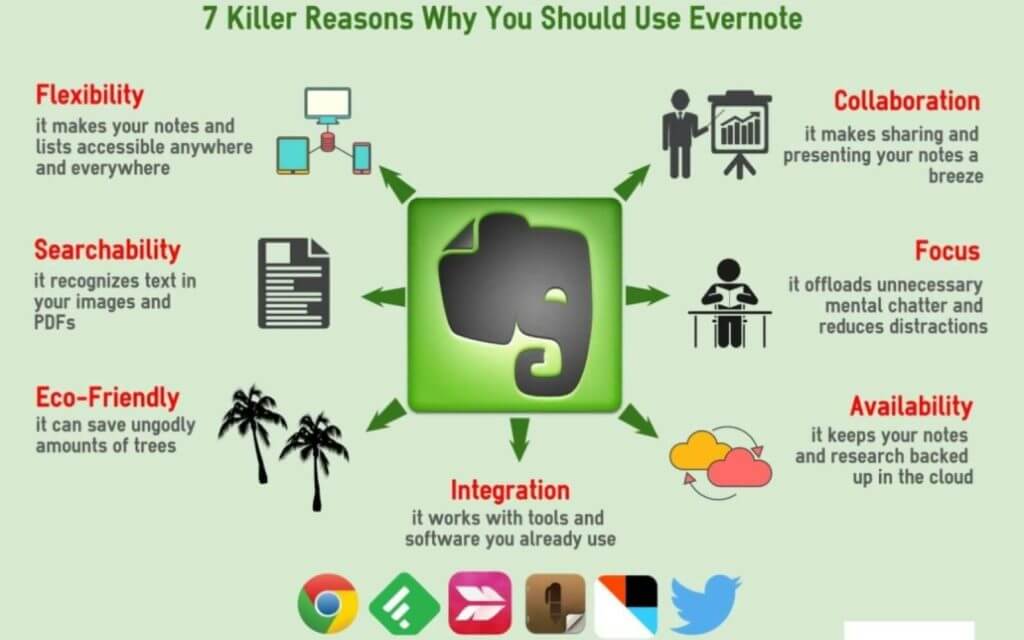 7 Killer Reasons Why You Should Use Evernote
Flexibility
it makes your notes and
lists accessible anywhere
and everywhere
Searchability
it recognizes text in
your images and
PDFs
Eco-Friendly
it can save ungodly
amounts of trees
Collaboration
it makes sharing and
presenting your notes a
breeze
Focus
it offloads unnecessary
mental chatter and
reduces distractions
Availability
it keeps your notes
and research backed
up in the cloud
Integration
it works with tools and
software you already use